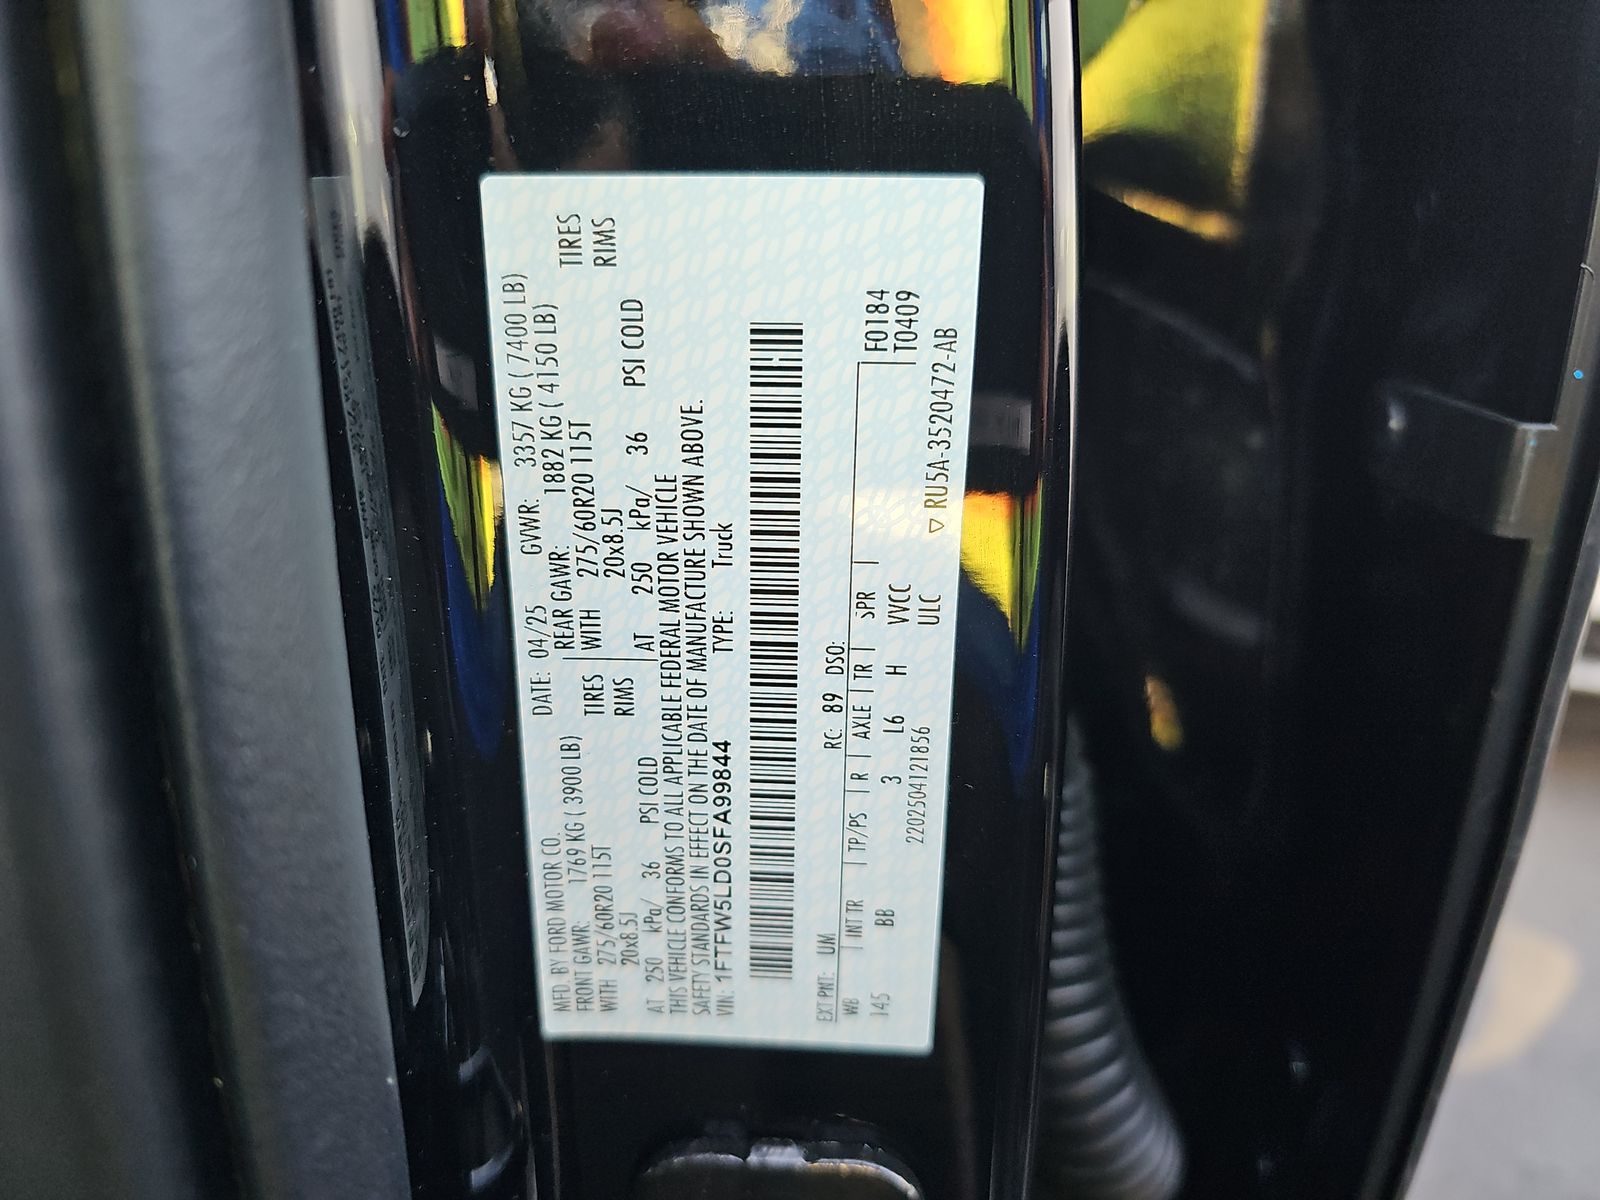 MFD. BY FORD MOTOR CO.
DATE: 04/25 GVWR: 3357 KG ( 7400 LB)
FRONT GAWR: 1769 KG ( 3900 LB) REAR GAWR: 1882 KG ( 4150 LB)
WITH 275/60R20 115T TIRES WITH 275/60R20 115T TIRES
20x8.5J RIMS 20x8.5J RIMS
AT 250 kPa/ 36 PSI COLD AT 250 kPa/ 36 PSI COLD
THIS VEHICLE CONFORMS TO ALL APPLICABLE FEDERAL MOTOR VEHICLE
SAFETY STANDARDS IN EFFECT ON THE DATE OF MANUFACTURE SHOWN ABOVE.
VIN: 1FTFW5LD0SFA99844 TYPE: Truck
EXT PNT: UM RC: 89 DSO:
WB INT TR TP/PS R AXLE TR SPR F0184
145 BB 3 L6 H VVCC T0409
2202504121856 ULC
▽ RU5A-3520472-AB